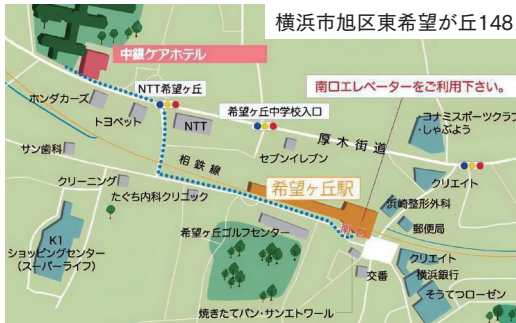 横浜市旭区東希望が丘148
中銀ケアホテル
NTT希望ヶ丘
南口エレベーターをご利用下さい。
ホンダカーズ
トヨペット
NTT
希望ヶ丘中学校入口
ヨナミスポーツクラブ
・しゃぶよう
厚木街道
サン歯科
相鉄線
セブンイレブン
クリエイト
クリーニング
希望ヶ丘駅
たぐち内科クリニック
浜崎整形外科
郵便局
南口
K1
ショッピングセンター
(スーパーライフ)
希望ヶ丘ゴルフセンター
クリエイト
交番
横浜銀行
そうてつローゼン
焼きたてパン・サンエトワール